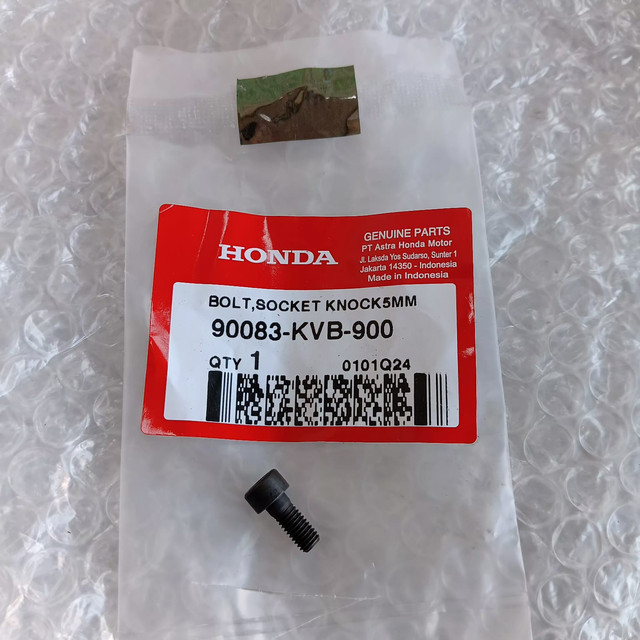 HONDA
GENUINE PARTS
PT Astra Honda Motor
Jl. Laksda Yos Sudarso, Sunter 1
Jakarta 14350 - Indonesia
Made in Indonesia
BOLT,SOCKET KNOCK5MM
90083-KVB-900
QTY 1 0101Q24